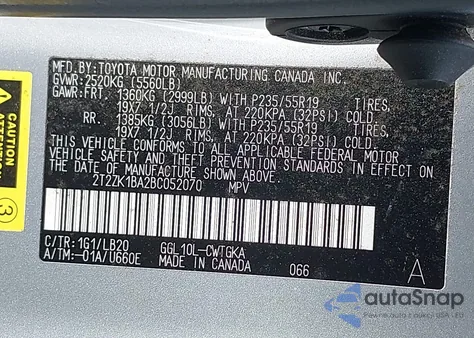 MFD.BY:TOYOTA MOTOR MANUFACTURING CANADA INC.
GVWR:2520KG (5560LB)
GAWR:FRT. 1360KG (2999LB) WITH P235/55R19 TIRES,
19X7 1/2J RIMS, AT 220KPA (32PSI) COLD.
RR. 1385KG (3056LB) WITH P235/55R19 TIRES,
19X7 1/2J RIMS, AT 220KPA (32PSI) COLD.
THIS VEHICLE CONFORMS TO ALL APPLICABLE FEDERAL MOTOR
VEHICLE SAFETY STANDARDS IN EFFECT ON
THE DATE OF MANUFACTURE SHOWN ABOVE.
2T2ZK1BA2BC052070 MPV
C/TR:1G1/LB20 GGL10L-CWTGKA
A/TM:-01A/U660E MADE IN CANADA 066
A
CAUTION
3
autoSnap